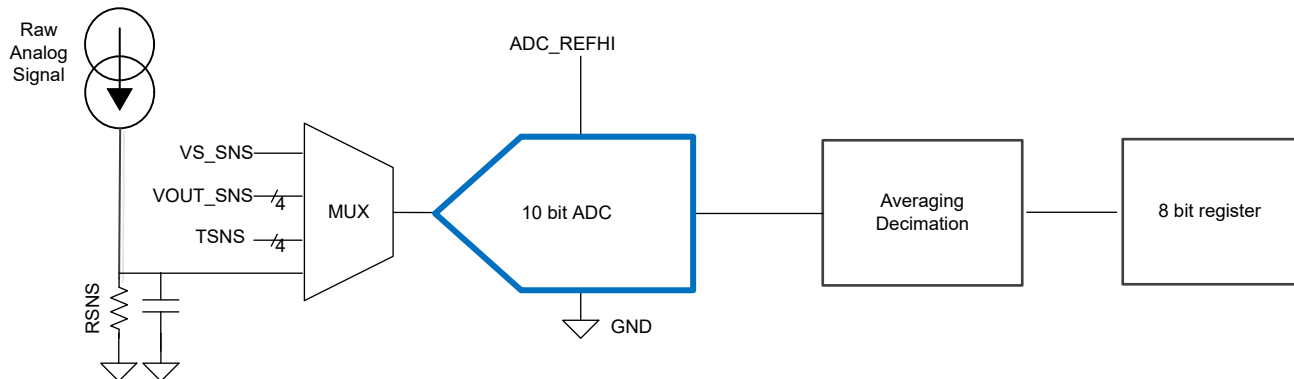 Raw
Analog
Signal
ADC_REFHI
VS_SNS
VOUT_SNS
4
TSNS
4
MUX
10 bit ADC
Averaging
Decimation
8 bit register
RSNS
GND